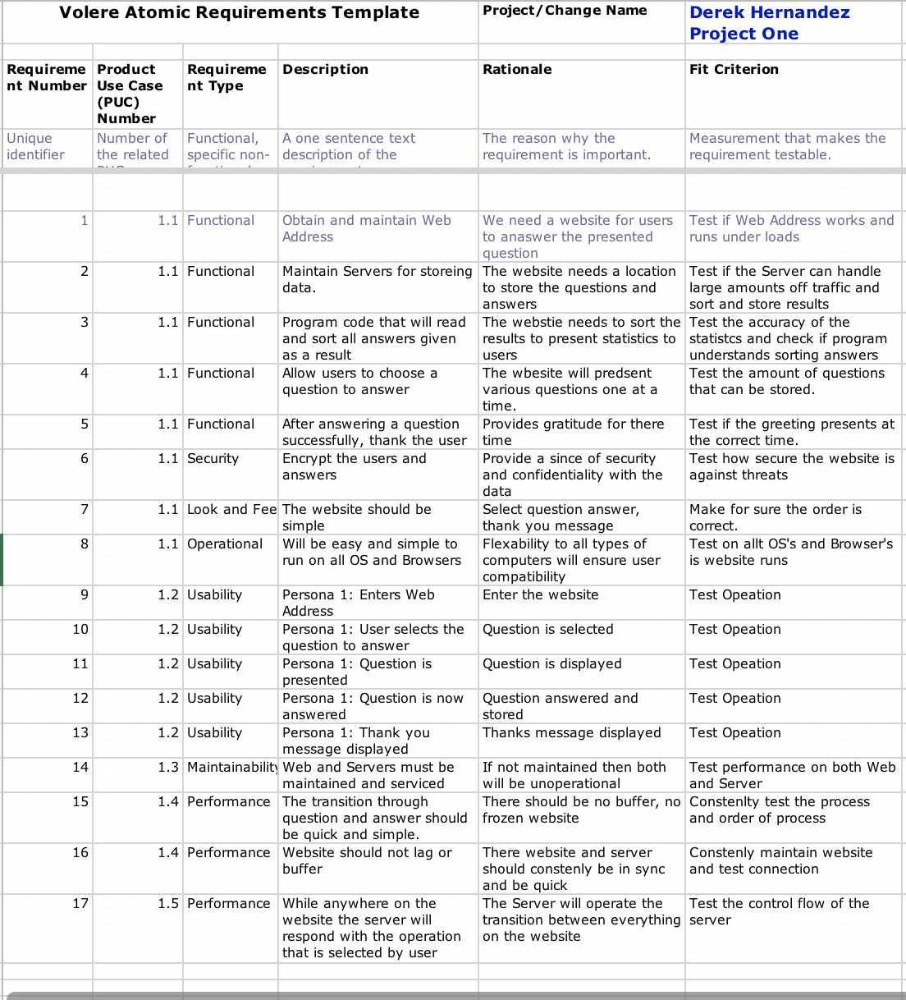 Volere Atomic Requirements Template
Project/Change Name
Derek Hernandez
Project One
Requireme
nt Number
Product
Use Case
(PUC)
Number
Requireme
nt Type
Description
Rationale
Fit Criterion
Unique
identifier
Number of
the related
Functional,
specific non-
A one sentence text
description of the
The reason why the
requirement is important.
Measurement that makes the
requirement testable.
1
1.1
Functional
Obtain and maintain Web
Address
We need a website for users
to anaswer the presented
question
Test if Web Address works and
runs under loads
2
1.1
Functional
Maintain Servers for storeing
data.
The website needs a location
to store the questions and
answers
Test if the Server can handle
large amounts off traffic and
sort and store results
3
1.1
Functional
Program code that will read
and sort all answers given
as a result
The webstie needs to sort the
results to present statistics to
users
Test the accuracy of the
statistcs and check if program
understands sorting answers
4
1.1
Functional
Allow users to choose a
question to answer
The wbesite will predsent
various questions one at a
time.
Test the amount of questions
that can be stored.
5
1.1
Functional
After answering a question
successfully, thank the user
Provides gratitude for there
time
Test if the greeting presents at
the correct time.
6
1.1
Security
Encrypt the users and
answers
Provide a since of security
and confidentiality with the
data
Test how secure the website is
against threats
7
1.1
Look and Fee
The website should be
simple
Select question answer,
thank you message
Make for sure the order is
correct.
8
1.1
Operational
Will be easy and simple to
run on all OS and Browsers
Flexability to all types of
computers will ensure user
compatibility
Test on allt OS's and Browser's
is website runs
9
1.2
Usability
Persona 1: Enters Web
Address
Enter the website
Test Opeation
10
1.2
Usability
Persona 1: User selects the
question to answer
Question is selected
Test Opeation
11
1.2
Usability
Persona 1: Question is
presented
Question is displayed
Test Opeation
12
1.2
Usability
Persona 1: Question is now
answered
Question answered and
stored
Test Opeation
13
1.2
Usability
Persona 1: Thank you
message displayed
Thanks message displayed
Test Opeation
14
1.3
Maintainability
Web and Servers must be
maintained and serviced
If not maintained then both
will be unoperational
Test performance on both Web
and Server
15
1.4
Performance
The transition through
question and answer should
be quick and simple.
There should be no buffer, no
frozen website
Constenlty test the process
and order of process
16
1.4
Performance
Website should not lag or
buffer
There website and server
should constenly be in sync
and be quick
Constenly maintain website
and test connection
17
1.5
Performance
While anywhere on the
website the server will
respond with the operation
that is selected by user
The Server will operate the
transition between everything
on the website
Test the control flow of the
server